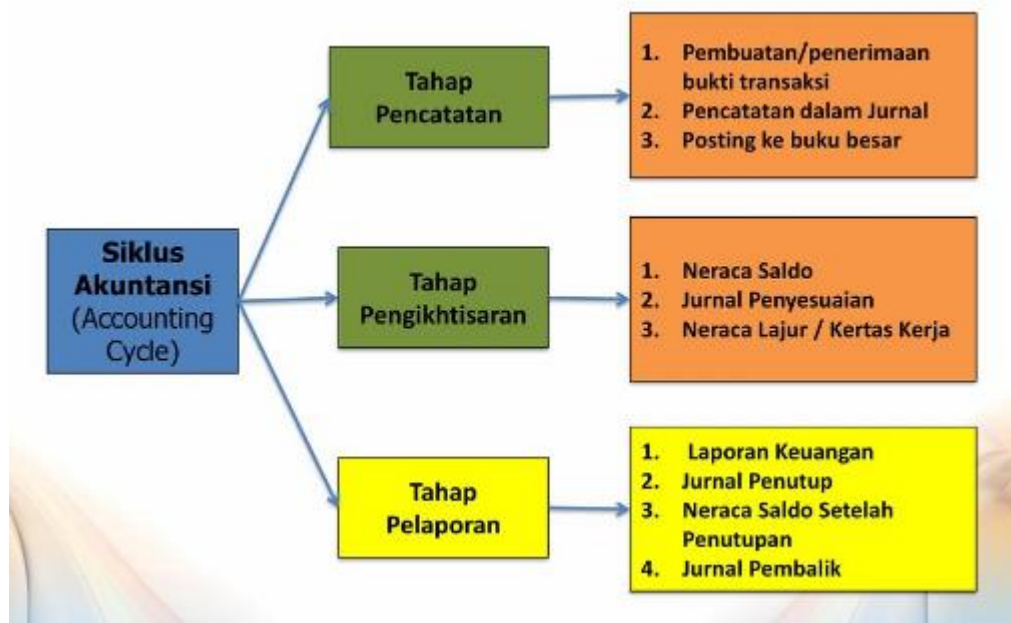 Siklus
Akuntansi
(Accounting
Cycle)
Tahap
Pencatatan
1. Pembuatan/penerimaan
bukti transaksi
2. Pencatatan dalam Jurnal
3. Posting ke buku besar
Tahap
Pengikhtisaran
1. Neraca Saldo
2. Jurnal Penyesuaian
3. Neraca Lajur / Kertas Kerja
Tahap
Pelaporan
1. Laporan Keuangan
2. Jurnal Penutup
3. Neraca Saldo Setelah
Penutupan
4. Jurnal Pembalik